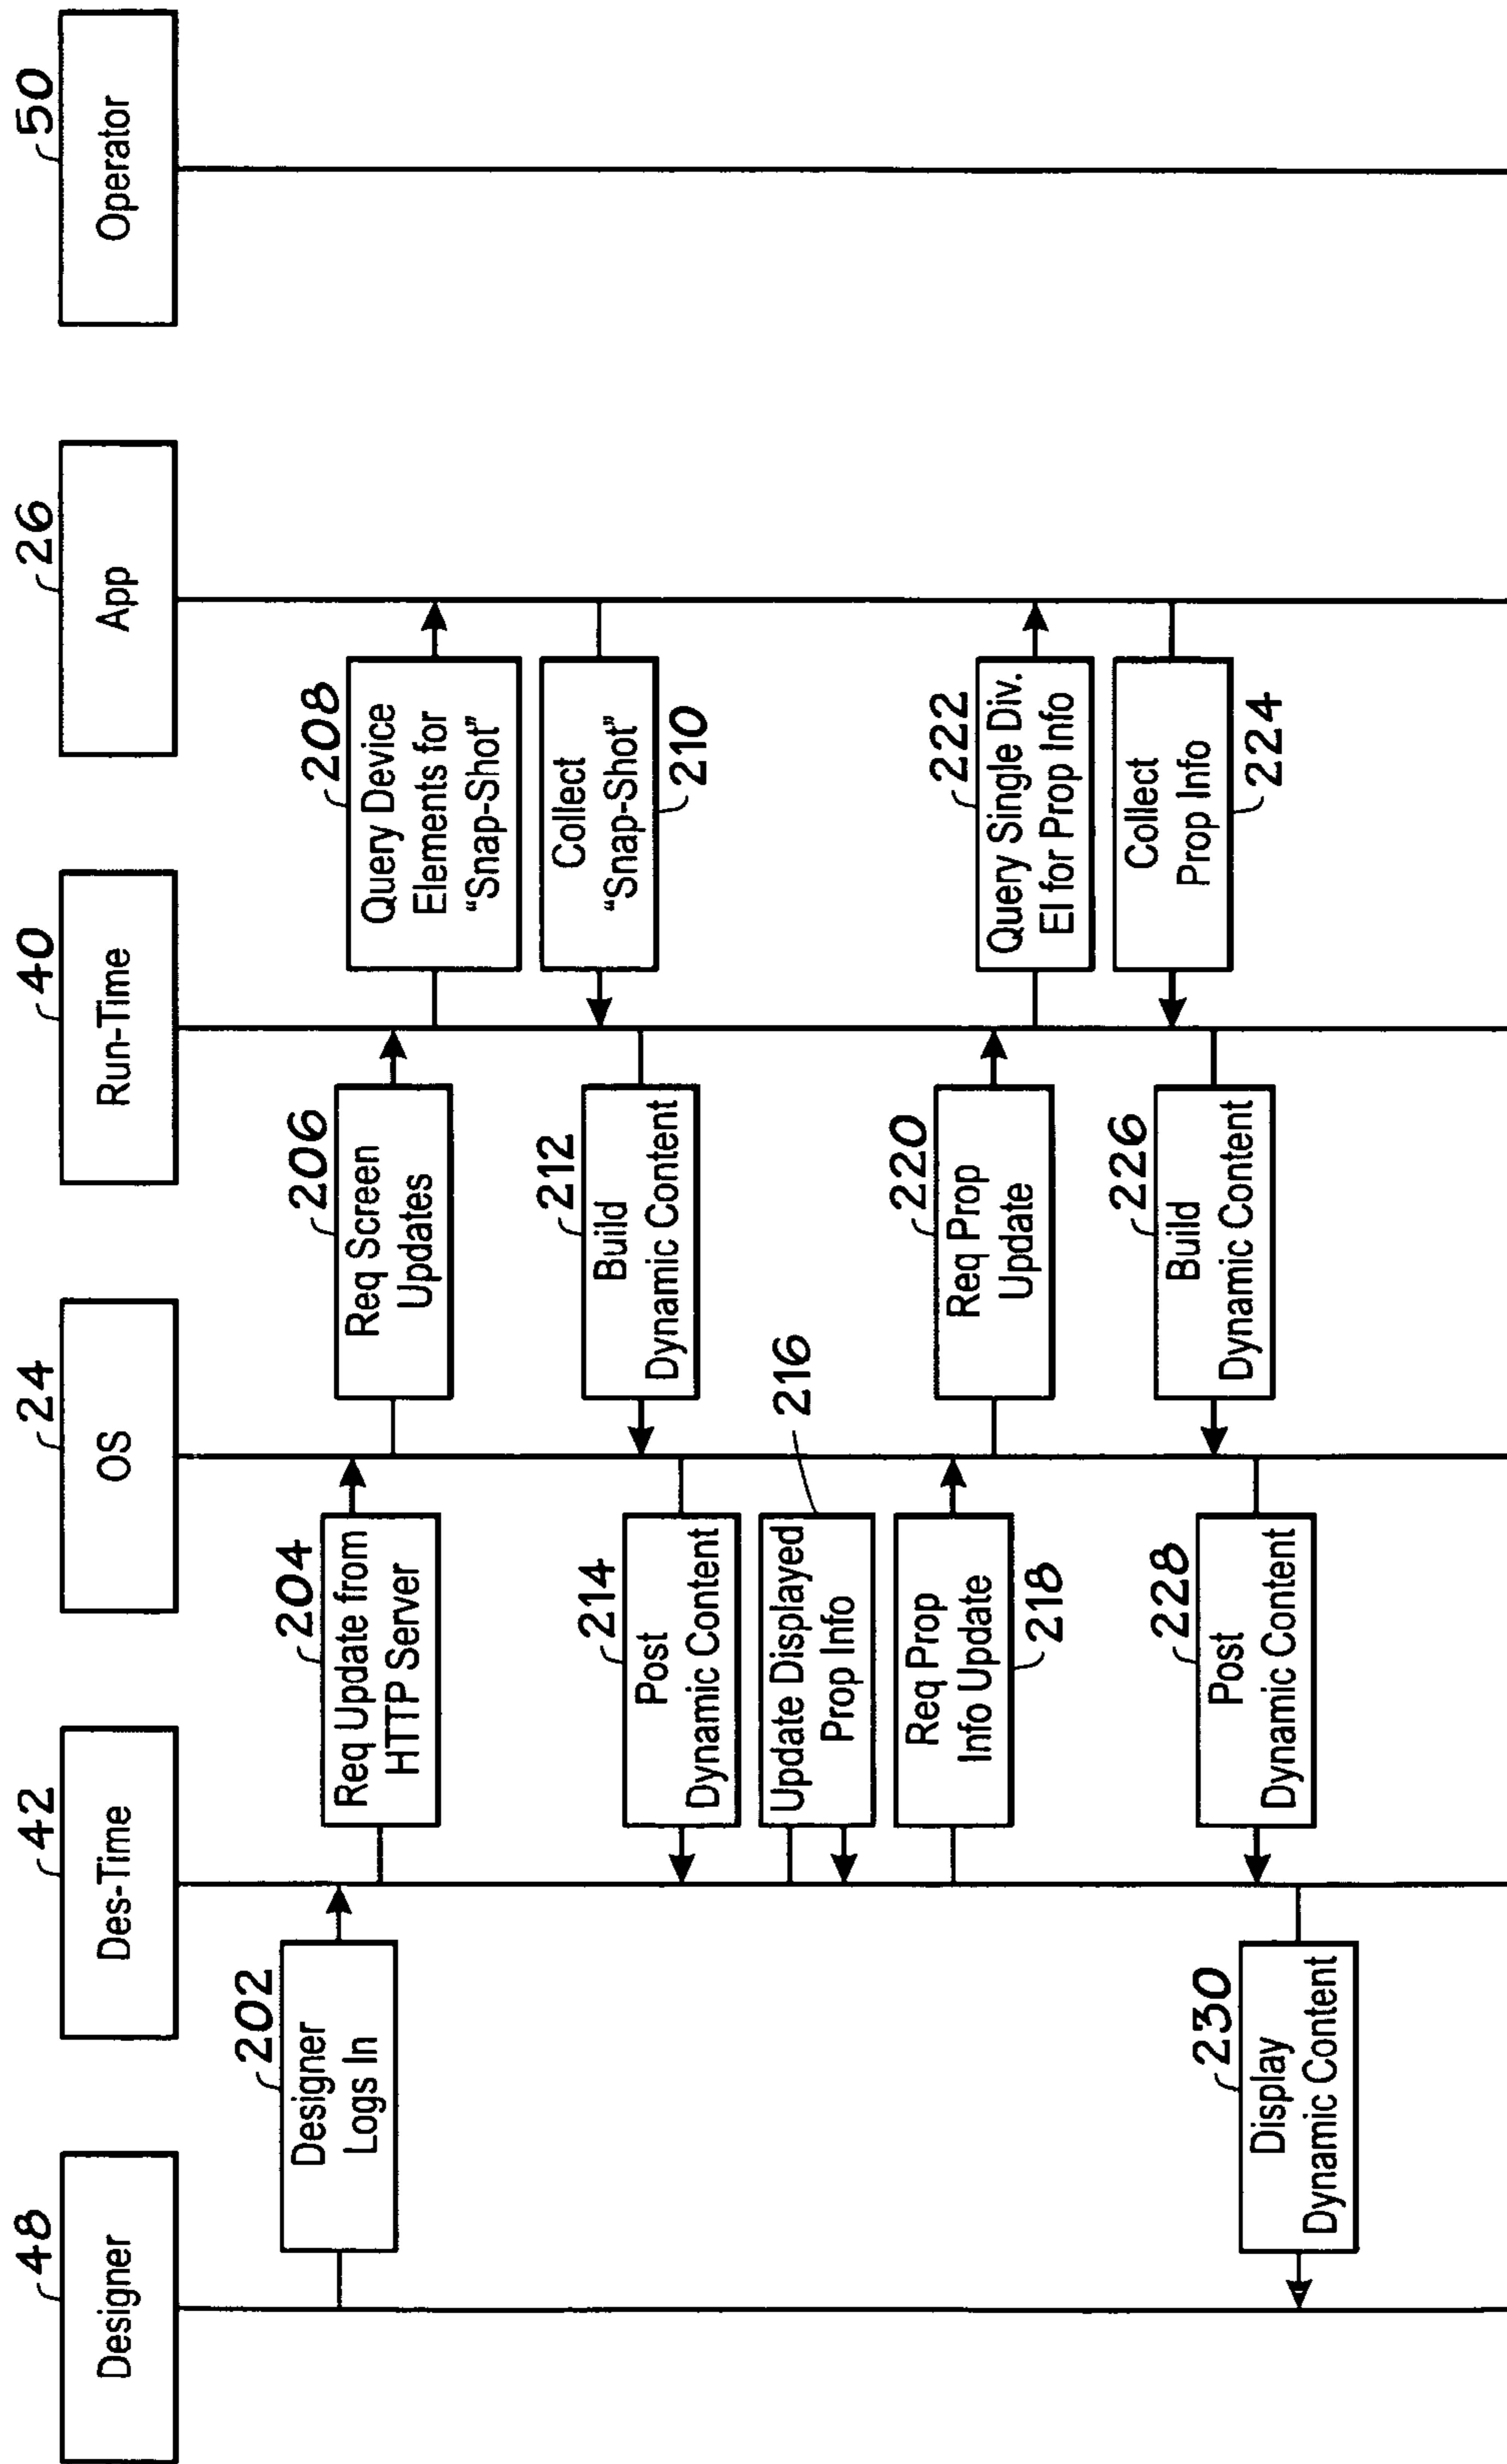 48
Designer
42
Des-Time
24
OS
40
Run-Time
26
App
50
Operator
202
Designer
Logs In
204
Req Update from
HTTP Server
206
Req Screen
Updates
208
Query Device
Elements for
“Snap-Shot”
Collect
“Snap-Shot”
210
212
Build
Dynamic Content
214
Post
Dynamic Content
216
Update Displayed
Prop Info
Req Prop
Info Update
218
220
Req Prop
Update
222
Query Single Div.
El for Prop Info
Collect
Prop Info
224
226
Build
Dynamic Content
228
Post
Dynamic Content
230
Display
Dynamic Content